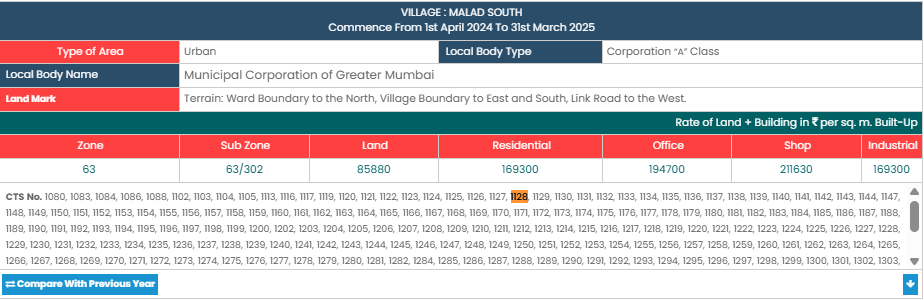 VILLAGE : MALAD SOUTH
Commence From 1st April 2024 To 31st March 2025
Type of Area Urban Local Body Type Corporation "A" Class
Local Body Name Municipal Corporation of Greater Mumbai
Land Mark Terrain: Ward Boundary to the North, Village Boundary to East and South, Link Road to the West.
Rate of Land + Building in ₹ per sq. m. Built-Up
Zone Sub Zone Land Residential Office Shop Industrial
63 63/302 85880 169300 194700 211630 169300
CTS No. 1080, 1083, 1084, 1086, 1088, 1102, 1103, 1104, 1105, 1113, 1116, 1117, 1119, 1120, 1121, 1122, 1123, 1124, 1125, 1126, 1127, 1128, 1129, 1130, 1131, 1132, 1133, 1134, 1135, 1136, 1137, 1138, 1139, 1140, 1141, 1142, 1143, 1144, 1147,
1148, 1149, 1150, 1151, 1152, 1153, 1154, 1155, 1156, 1157, 1158, 1159, 1160, 1161, 1162, 1163, 1164, 1165, 1166, 1167, 1168, 1169, 1170, 1171, 1172, 1173, 1174, 1175, 1176, 1177, 1178, 1179, 1180, 1181, 1182, 1183, 1184, 1185, 1186, 1187, 1188,
1189, 1190, 1191, 1192, 1193, 1194, 1195, 1196, 1197, 1198, 1199, 1200, 1202, 1203, 1204, 1205, 1206, 1207, 1208, 1209, 1210, 1211, 1212, 1213, 1214, 1215, 1216, 1217, 1218, 1219, 1220, 1221, 1222, 1223, 1224, 1225, 1226, 1227, 1228,
1229, 1230, 1231, 1232, 1233, 1234, 1235, 1236, 1237, 1238, 1239, 1240, 1241, 1242, 1243, 1244, 1245, 1246, 1247, 1248, 1249, 1250, 1251, 1252, 1253, 1254, 1255, 1256, 1257, 1258, 1259, 1260, 1261, 1262, 1263, 1264, 1265,
1266, 1267, 1268, 1269, 1270, 1271, 1272, 1273, 1274, 1275, 1276, 1277, 1278, 1279, 1280, 1281, 1282, 1284, 1285, 1286, 1287, 1288, 1289, 1290, 1291, 1292, 1293, 1294, 1295, 1296, 1297, 1298, 1299, 1300, 1301, 1302, 1303,
Compare With Previous Year